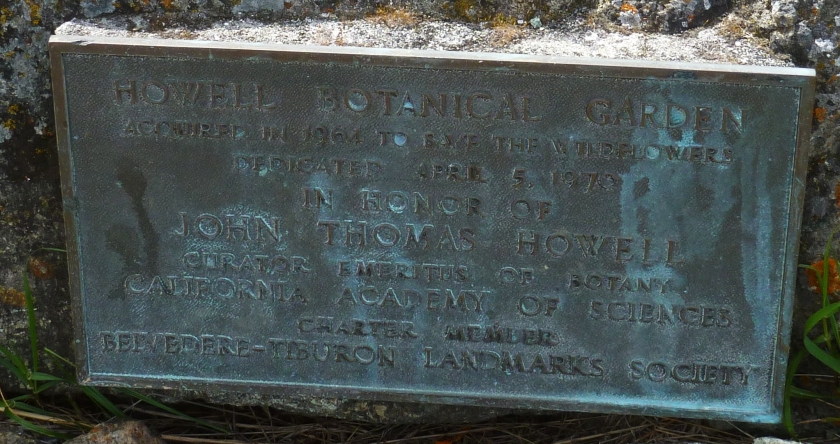 HOWELL BOTANICAL GARDEN
ACQUIRED IN 1964 TO SAVE THE WILDFLOWERS
DEDICATED APRIL 5, 1970
IN HONOR OF
JOHN THOMAS HOWELL
CURATOR EMERITUS OF BOTANY
CALIFORNIA ACADEMY OF SCIENCES
CHARTER MEMBER
BELVEDERE-TIBURON LANDMARKS SOCIETY